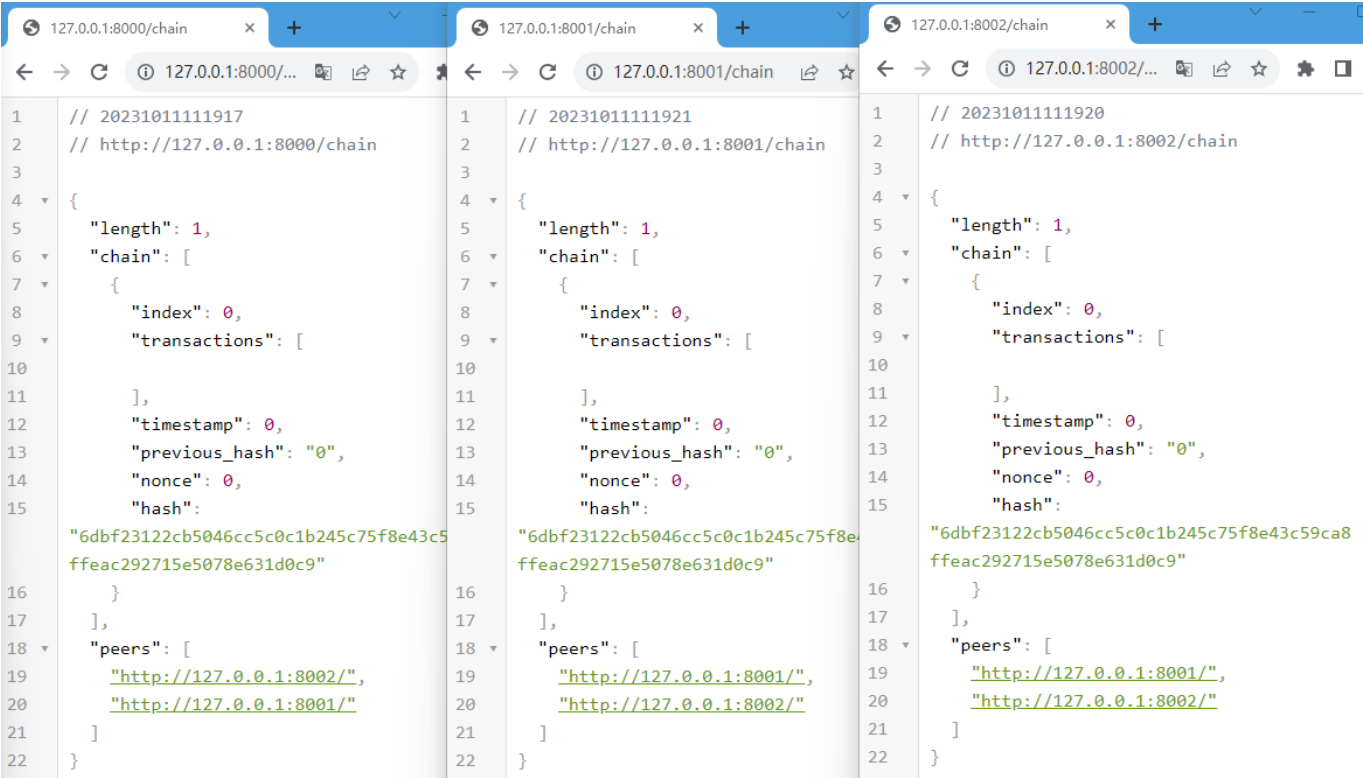 127.0.0.1:8000/chain
127.0.0.1:8000/...
1 // 20231011111917
2 // http://127.0.0.1:8000/chain
3
4 {
5 "length": 1,
6 "chain": [
7 {
8 "index": 0,
9 "transactions": [
10
11 ],
12 "timestamp": 0,
13 "previous_hash": "0",
14 "nonce": 0,
15 "hash":
"6dbf23122cb5046cc5c0c1b245c75f8e43c5
ffeac292715e5078e631d0c9"
16 }
17 ],
18 "peers": [
19 "http://127.0.0.1:8002/",
20 "http://127.0.0.1:8001/"
21 ]
22 }
127.0.0.1:8001/chain
127.0.0.1:8001/chain
1 // 20231011111921
2 // http://127.0.0.1:8001/chain
3
4 {
5 "length": 1,
6 "chain": [
7 {
8 "index": 0,
9 "transactions": [
10
11 ],
12 "timestamp": 0,
13 "previous_hash": "0",
14 "nonce": 0,
15 "hash":
"6dbf23122cb5046cc5c0c1b245c75f8e4
ffeac292715e5078e631d0c9"
16 }
17 ],
18 "peers": [
19 "http://127.0.0.1:8001/",
20 "http://127.0.0.1:8002/"
21 ]
22 }
127.0.0.1:8002/chain
127.0.0.1:8002/...
1 // 20231011111920
2 // http://127.0.0.1:8002/chain
3
4 {
5 "length": 1,
6 "chain": [
7 {
8 "index": 0,
9 "transactions": [
10
11 ],
12 "timestamp": 0,
13 "previous_hash": "0",
14 "nonce": 0,
15 "hash":
"6dbf23122cb5046cc5c0c1b245c75f8e43c59ca8
ffeac292715e5078e631d0c9"
16 }
17 ],
18 "peers": [
19 "http://127.0.0.1:8001/",
20 "http://127.0.0.1:8002/"
21 ]
22 }